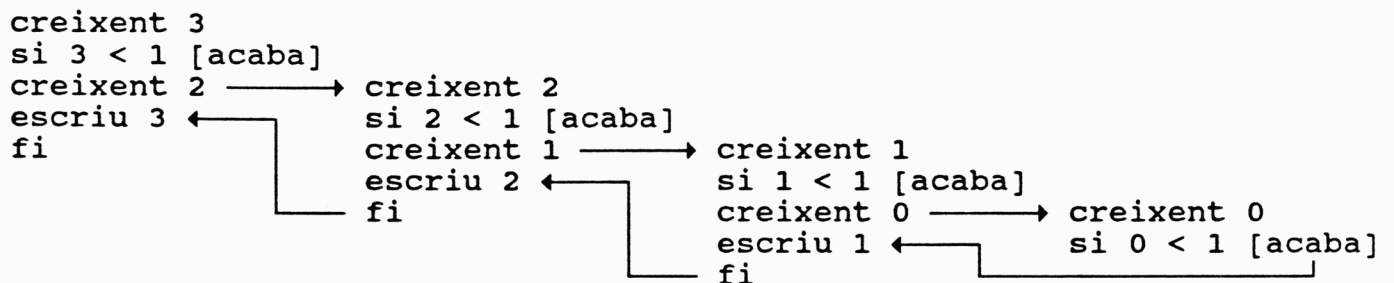 creixent 3
si 3 < 1 [acaba]
creixent 2
escriu 3
fi
creixent 2
si 2 < 1 [acaba]
creixent 1
escriu 2
fi
creixent 1
si 1 < 1 [acaba]
creixent 0
escriu 1
fi
creixent 0
si 0 < 1 [acaba]